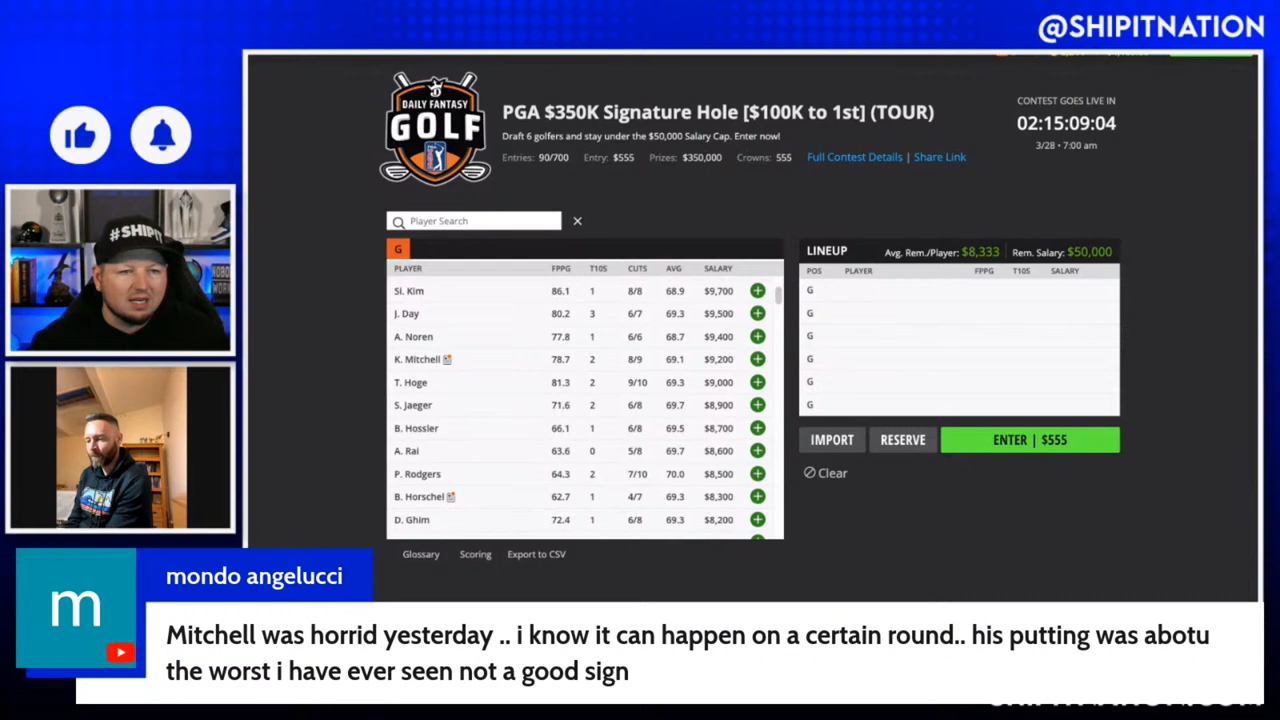 @SHIPITNATION
DAILY FANTASY
GOLF
PGA $350K Signature Hole [$100K to 1st] (TOUR)
Draft 6 golfers and stay under the $50,000 Salary Cap. Enter now!
Entries: 90/700 Entry: $555 Prizes: $350,000 Crowns: 555 Full Contest Details | Share Link
CONTEST GOES LIVE IN
02:15:09:04
3/28 • 7:00 am
Player Search
G
PLAYER FPPG T10S CUTS AVG SALARY
Si. Kim 86.1 1 8/8 68.9 $9,700
J. Day 80.2 3 6/7 69.3 $9,500
A. Noren 77.8 1 6/6 68.7 $9,400
K. Mitchell 78.7 2 8/9 69.1 $9,200
T. Hoge 81.3 2 9/10 69.3 $9,000
S. Jaeger 71.6 2 6/8 69.7 $8,900
B. Hossler 66.1 1 6/8 69.5 $8,700
A. Rai 63.6 0 5/8 69.7 $8,600
P. Rodgers 64.3 2 7/10 70.0 $8,500
B. Horschel 62.7 1 4/7 69.3 $8,300
D. Ghim 72.4 1 6/8 69.3 $8,200
Glossary Scoring Export to CSV
LINEUP Avg. Rem./Player: $8,333 Rem. Salary: $50,000
POS PLAYER FPPG T10S SALARY
G
G
G
G
G
G
IMPORT RESERVE ENTER | $555
Clear
#SHIPIT
m
mondo angelucci
Mitchell was horrid yesterday .. i know it can happen on a certain round.. his putting was abotu
the worst i have ever seen not a good sign